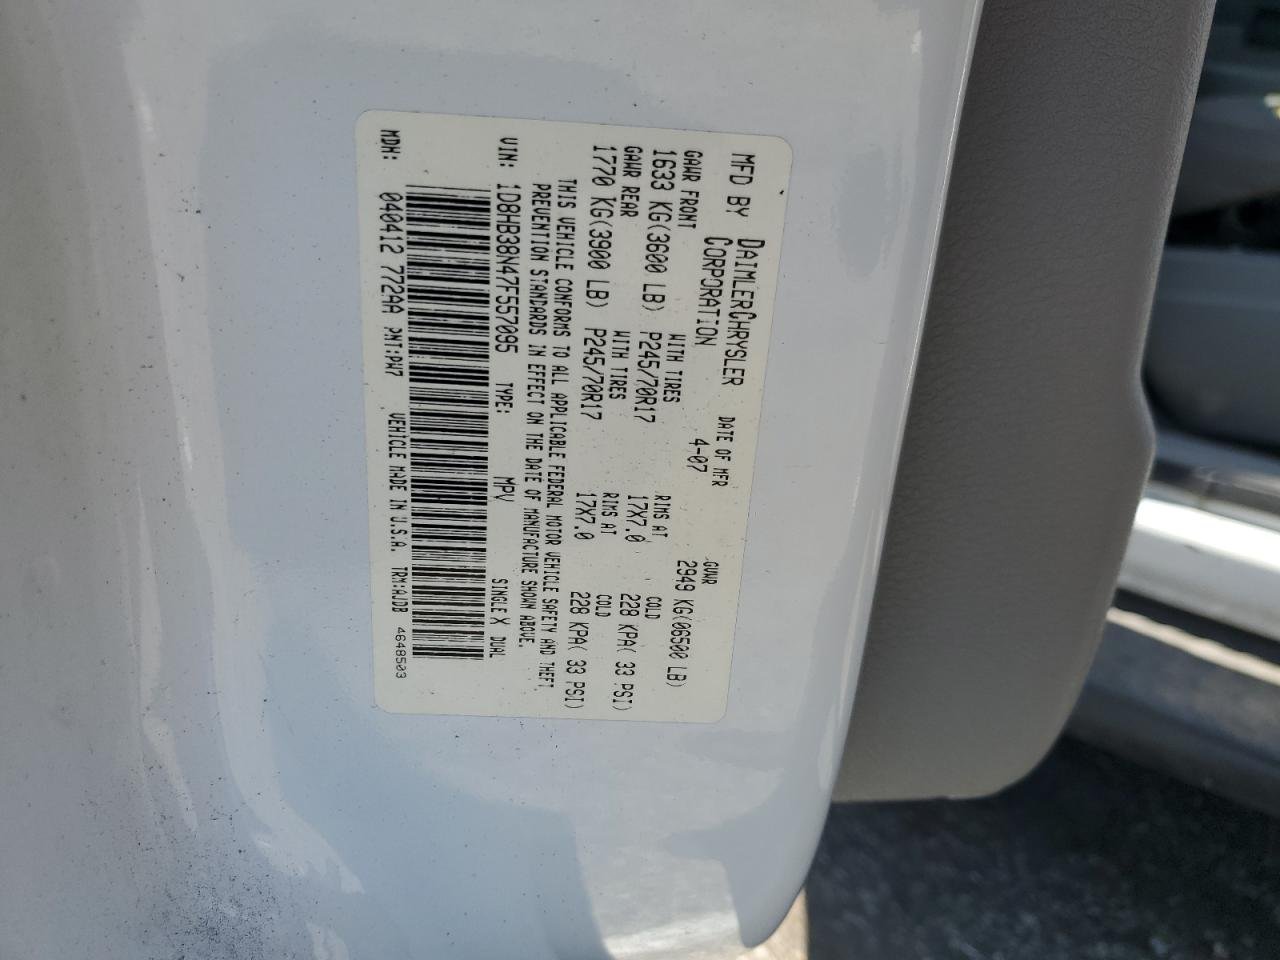 MFD BY DAIMLERCHRYSLER CORPORATION
DATE OF MFR 4-07
GVWR 2949 KG(06500 LB)
GAWR FRONT WITH TIRES RIMS AT COLD
1633 KG(3600 LB) P245/70R17 17X7.0 228 KPA( 33 PSI)
GAWR REAR WITH TIRES RIMS AT COLD
1770 KG(3900 LB) P245/70R17 17X7.0 228 KPA( 33 PSI)
THIS VEHICLE CONFORMS TO ALL APPLICABLE FEDERAL MOTOR VEHICLE SAFETY AND THEFT
PREVENTION STANDARDS IN EFFECT ON THE DATE OF MANUFACTURE SHOWN ABOVE.
VIN: 1D8HB38N47F557095 TYPE: MPV SINGLE X DUAL
MDH: 040412 772AA PNT:PW7 VEHICLE MADE IN U.S.A. TRM:AJDB 4648503